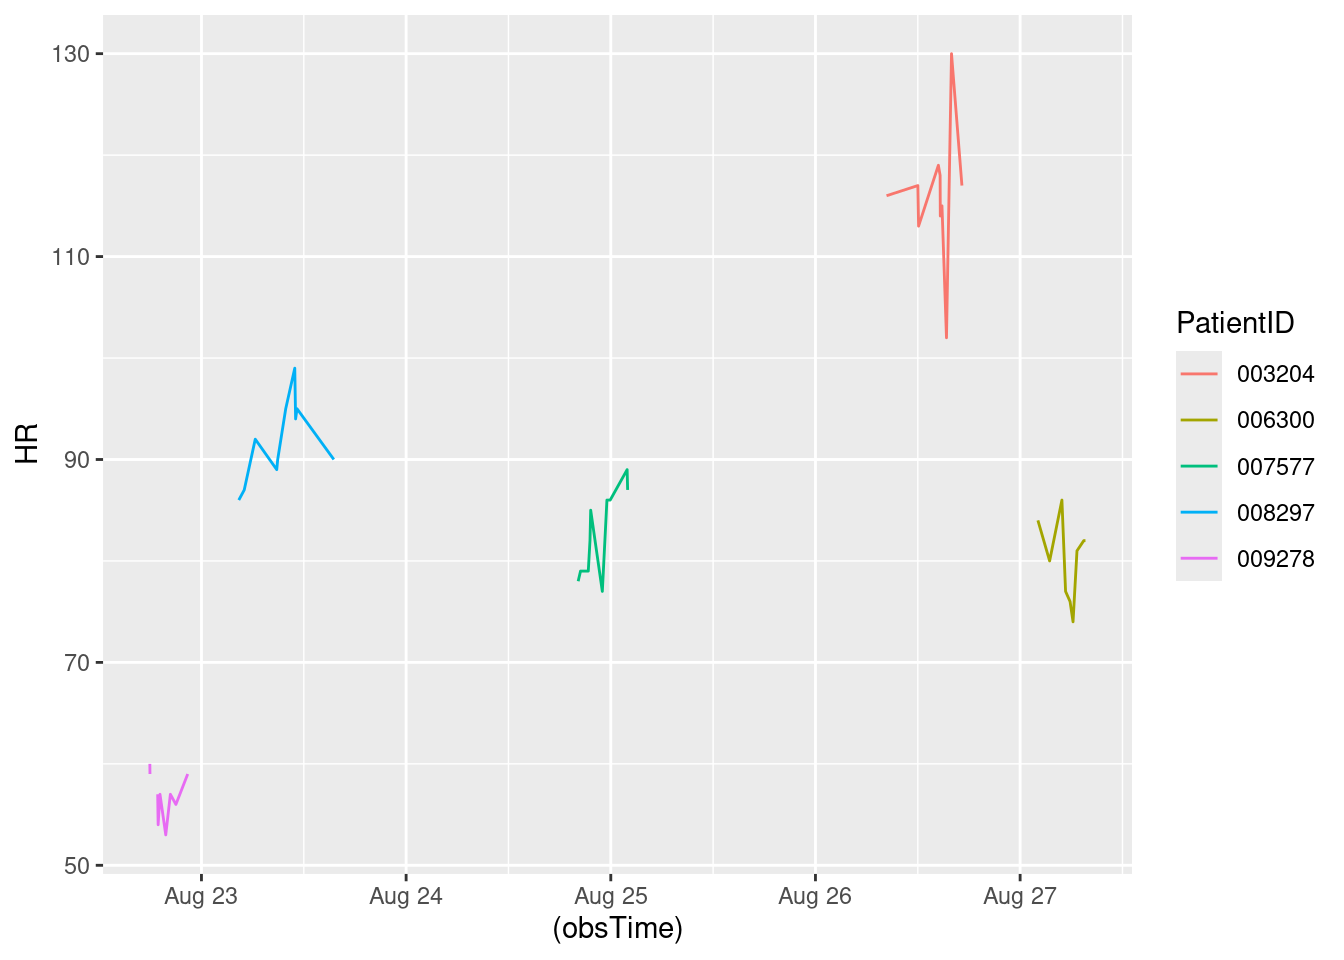 130
110
90
70
50
HR
Aug 23
Aug 24
Aug 25
Aug 26
Aug 27
(obsTime)
PatientID
003204
006300
007577
008297
009278